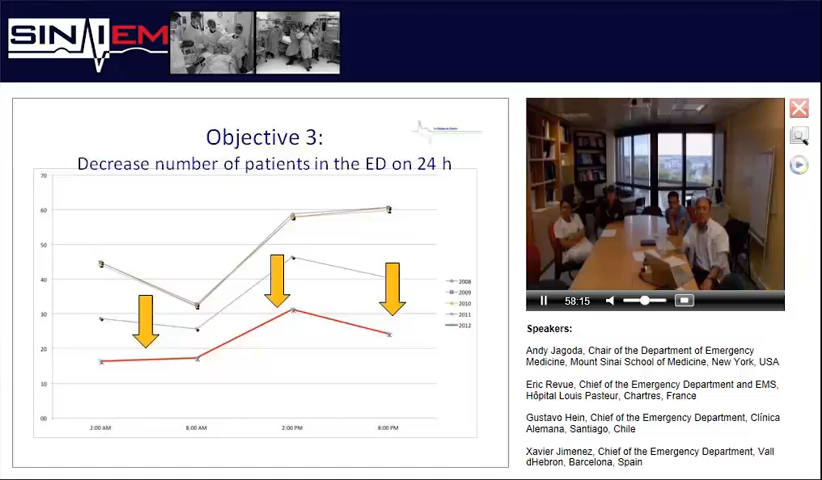 SINAIEM
Objective 3:
Decrease number of patients in the ED on 24 h
70
60
50
40
30
20
10
00
2:00 AM
8:00 AM
2:00 PM
8:00 PM
2008
2009
2010
2011
2012
58:15
Speakers:
Andy Jagoda, Chair of the Department of Emergency
Medicine, Mount Sinai School of Medicine, New York, USA
Eric Revue, Chief of the Emergency Department and EMS,
Hôpital Louis Pasteur, Chartres, France
Gustavo Hein, Chief of the Emergency Department, Clínica
Alemana, Santiago, Chile
Xavier Jimenez, Chief of the Emergency Department, Vall
dHebron, Barcelona, Spain